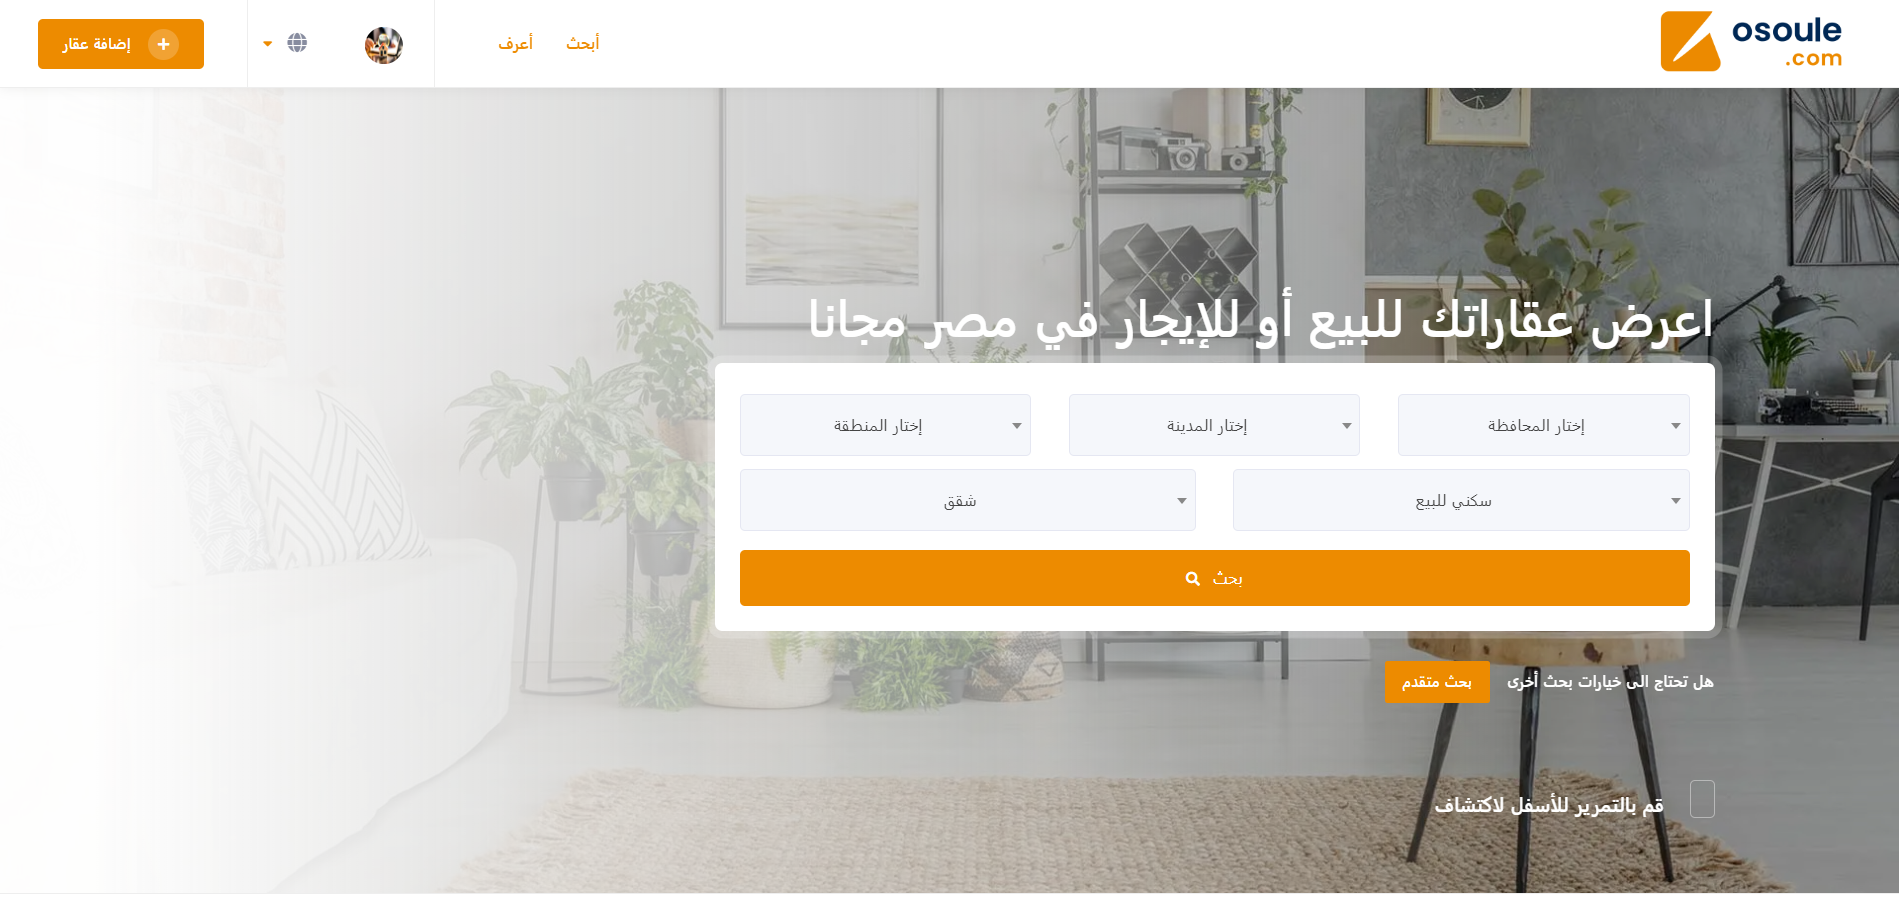 osoule
.com
أبحث
أعرف
إضافة عقار
اعرض عقاراتك للبيع أو للإيجار في مصر مجانا
إختار المحافظة
إختار المدينة
إختار المنطقة
سكني للبيع
شقق
بحث
هل تحتاج الى خيارات بحث أخرى
بحث متقدم
قم بالتمرير للأسفل لاكتشاف